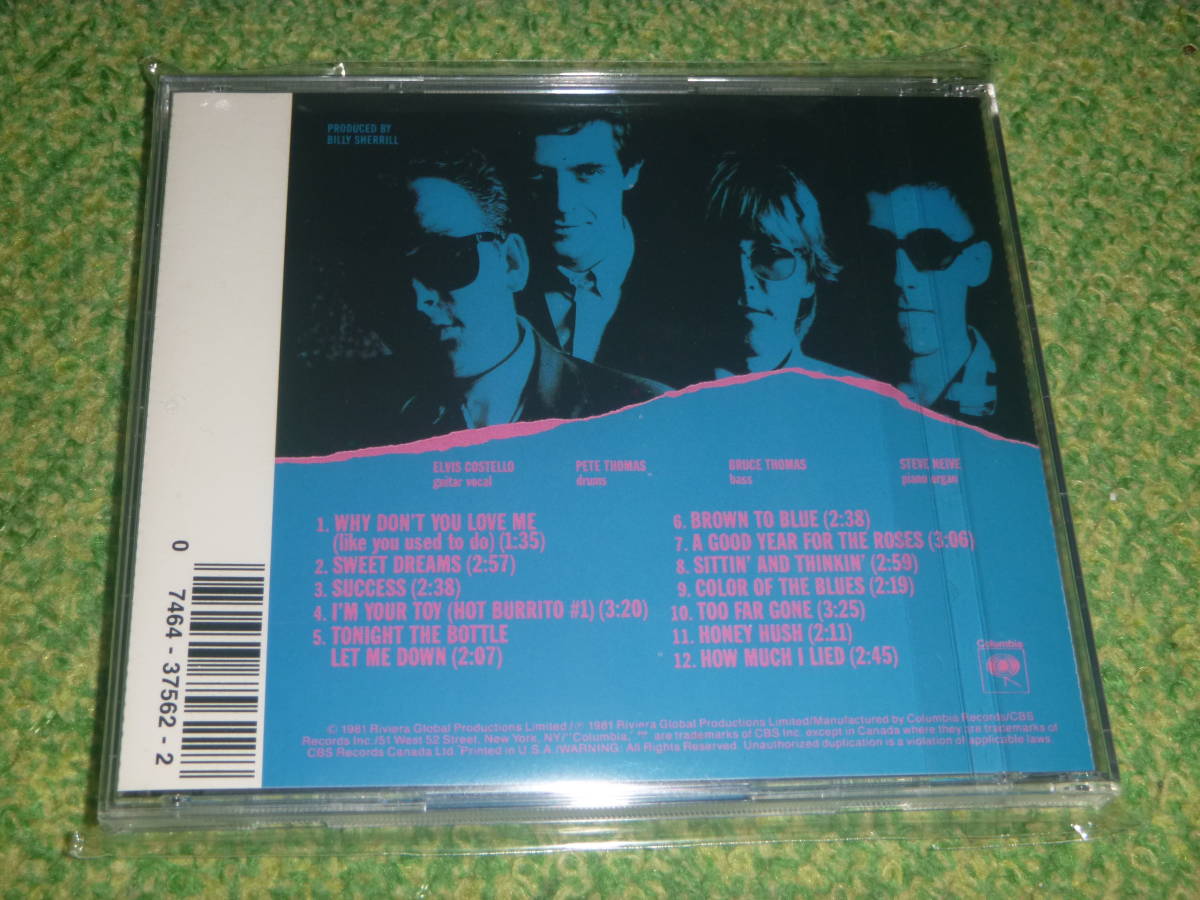 PRODUCED BY
BILLY SHERRILL
ELVIS COSTELLO
guitar vocal
PETE THOMAS
drums
BRUCE THOMAS
bass
STEVE NEIVE
piano organ
1. WHY DON'T YOU LOVE ME
(like you used to do) (1:35)
2. SWEET DREAMS (2:57)
3. SUCCESS (2:38)
4. I'M YOUR TOY (HOT BURRITO #1) (3:20)
5. TONIGHT THE BOTTLE
LET ME DOWN (2:07)
6. BROWN TO BLUE (2:38)
7. A GOOD YEAR FOR THE ROSES (3:06)
8. SITTIN' AND THINKIN' (2:59)
9. COLOR OF THE BLUES (2:19)
10. TOO FAR GONE (3:25)
11. HONEY HUSH (2:11)
12. HOW MUCH I LIED (2:45)
Columbia
0 7464-37562-2
© 1981 Riviera Global Productions Limited/℗ 1981 Riviera Global Productions Limited/Manufactured by Columbia Records/CBS
Records Inc./51 West 52 Street, New York, NY/"Columbia," ™ are trademarks of CBS Inc. except in Canada where they are trademarks of
CBS Records Canada Ltd. Printed in U.S.A./WARNING: All Rights Reserved. Unauthorized duplication is a violation of applicable laws